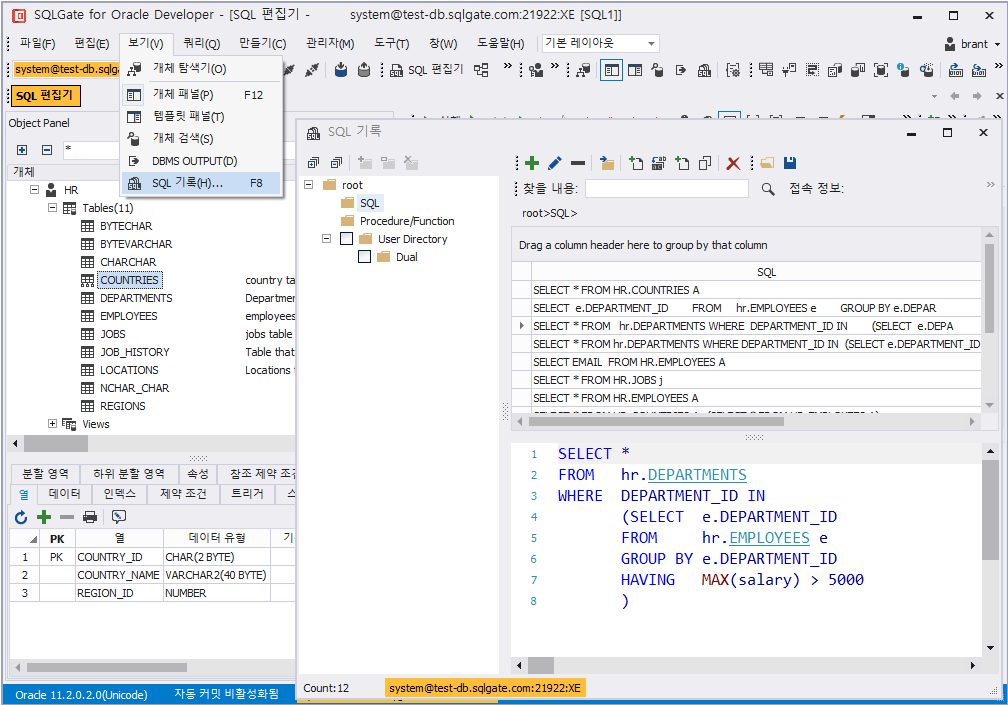 SQLGate for Oracle Developer - [SQL 편집기 - system@test-db.sqlgate.com:21922:XE [SQL1]]
파일(F) 편집(E) 보기(V) 쿼리(Q) 만들기(C) 관리자(M) 도구(T) 창(W) 도움말(H) 기본 레이아웃 brant
system@test-db.sqlga
SQL 편집기
SQL 편집기
개체 탐색기(O)
개체 패널(P) F12
템플릿 패널(T)
개체 검색(S)
DBMS OUTPUT(D)
SQL 기록(H)... F8
Object Panel
*
개체
HR
Tables(11)
BYTECHAR
BYTEVARCHAR
CHARCHAR
COUNTRIES country ta
DEPARTMENTS Departmer
EMPLOYEES employees
JOBS jobs table
JOB_HISTORY Table that
LOCATIONS Locations
NCHAR_CHAR
REGIONS
Views
분할 영역 하위 분할 영역 속성 참조 제약 조건
열 데이터 인덱스 제약 조건 트리거
PK 열 데이터 유형
1 PK COUNTRY_ID CHAR(2 BYTE)
2 COUNTRY_NAME VARCHAR2(40 BYTE)
3 REGION_ID NUMBER
Oracle 11.2.0.2.0(Unicode) 자동 커밋 비활성화됨
SQL 기록
root
SQL
Procedure/Function
User Directory
Dual
찾을 내용: 접속 정보:
root>SQL>
Drag a column header here to group by that column
SQL
SELECT * FROM HR.COUNTRIES A
SELECT e.DEPARTMENT_ID FROM hr.EMPLOYEES e GROUP BY e.DEPAR
SELECT * FROM hr.DEPARTMENTS WHERE DEPARTMENT_ID IN (SELECT e.DEPA
SELECT * FROM hr.DEPARTMENTS WHERE DEPARTMENT_ID IN (SELECT e.DEPARTMENT_ID
SELECT EMAIL FROM HR.EMPLOYEES A
SELECT * FROM HR.JOBS j
SELECT * FROM HR.EMPLOYEES A
1 SELECT *
2 FROM hr.DEPARTMENTS
3 WHERE DEPARTMENT_ID IN
4 (SELECT e.DEPARTMENT_ID
5 FROM hr.EMPLOYEES e
6 GROUP BY e.DEPARTMENT_ID
7 HAVING MAX(salary) > 5000
8 )
Count:12 system@test-db.sqlgate.com:21922:XE